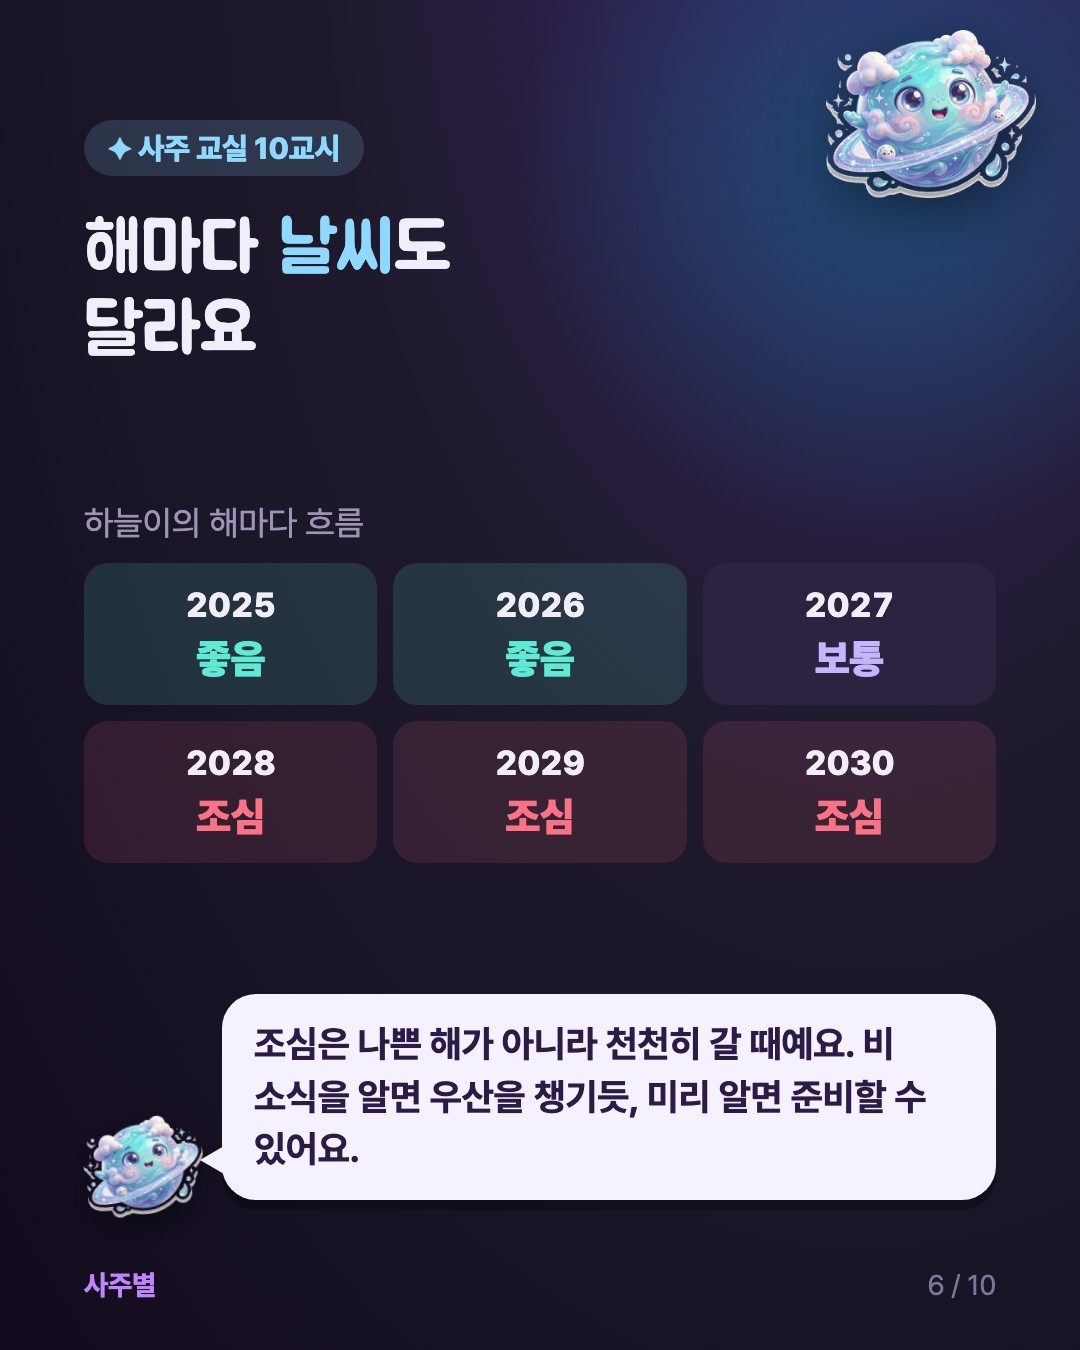 ✦ 사주 교실 10교시
해마다 날씨도
달라요
하늘이의 해마다 흐름
2025
좋음
2026
좋음
2027
보통
2028
조심
2029
조심
2030
조심
조심은 나쁜 해가 아니라 천천히 갈 때예요. 비
소식을 알면 우산을 챙기듯, 미리 알면 준비할 수
있어요.
사주별
6 / 10